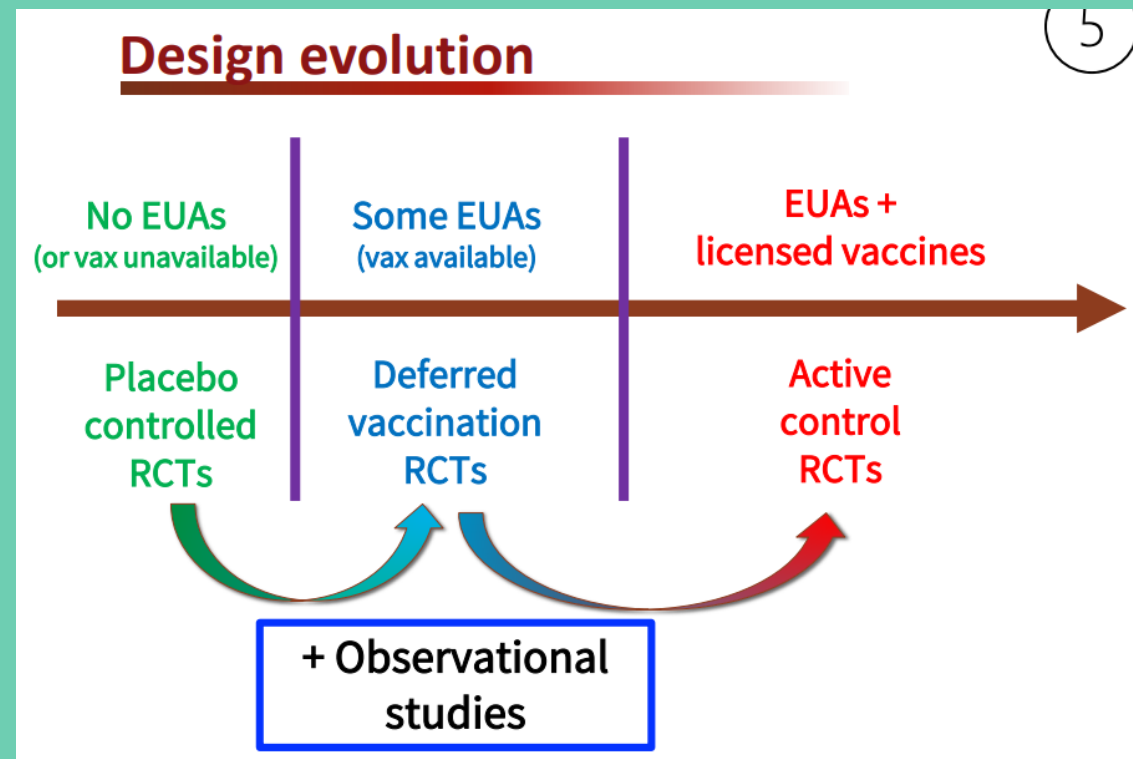 5
Design evolution
No EUAs
(or vax unavailable)
Some EUAs
(vax available)
EUAs +
licensed vaccines
Placebo
controlled
RCTs
Deferred
vaccination
RCTs
Active
control
RCTs
+ Observational
studies